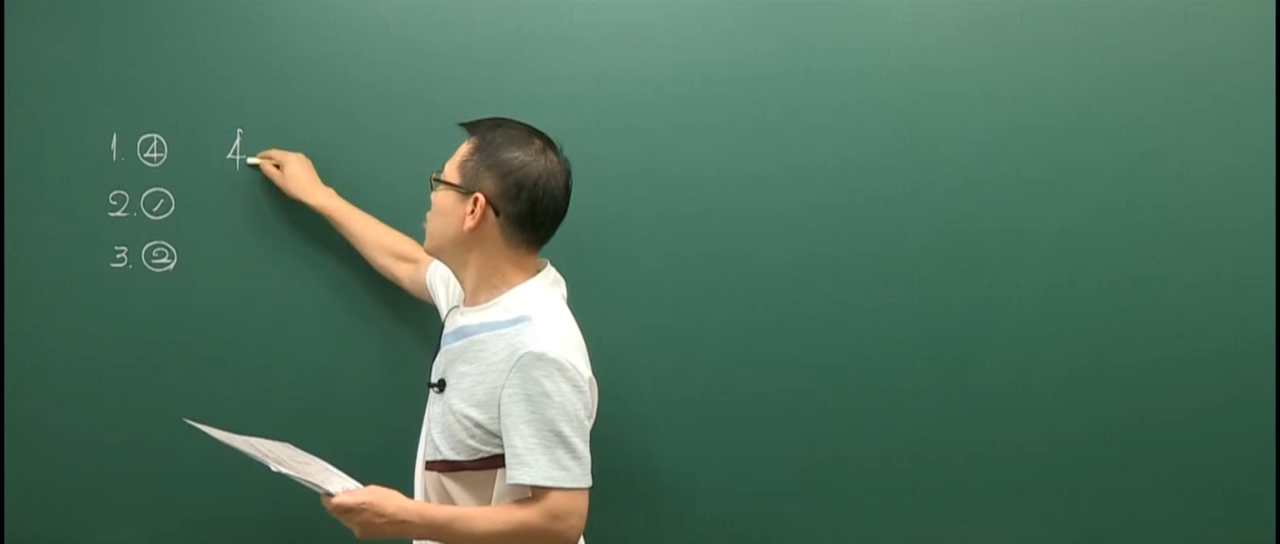 1. ④ 4
2. ①
3. ②